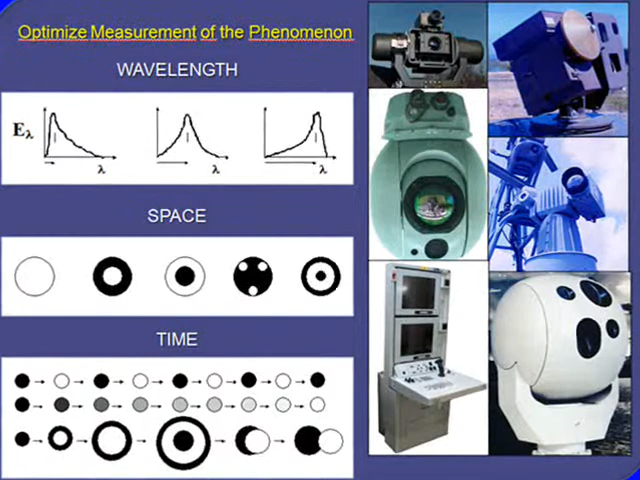 Optimize Measurement of the Phenomenon
WAVELENGTH
Eλ
λ λ λ
SPACE
TIME